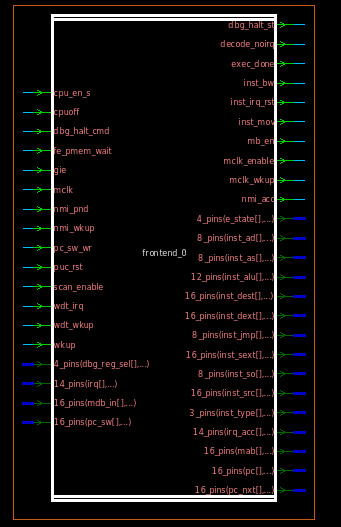 dbg_halt_st
decode_noirq
exec_done
inst_bw
inst_irq_rst
inst_mov
mb_en
mclk_enable
mclk_wkup
nmi_acc
4_pins(e_state[],...)
8_pins(inst_ad[],...)
8_pins(inst_as[],...)
12_pins(inst_alu[],...)
16_pins(inst_dest[],...)
16_pins(inst_dext[],...)
8_pins(inst_jmp[],...)
16_pins(inst_sext[],...)
8_pins(inst_so[],...)
16_pins(inst_src[],...)
3_pins(inst_type[],...)
14_pins(irq_acc[],...)
16_pins(mab[],...)
16_pins(pc[],...)
16_pins(pc_nxt[],...)
frontend_0
cpu_en_s
cpuoff
dbg_halt_cmd
fe_pmem_wait
gie
mclk
nmi_pnd
nmi_wkup
pc_sw_wr
puc_rst
scan_enable
wdt_irq
wdt_wkup
wkup
4_pins(dbg_reg_sel[],...)
14_pins(irq[],...)
16_pins(mdb_in[],...)
16_pins(pc_sw[],...)